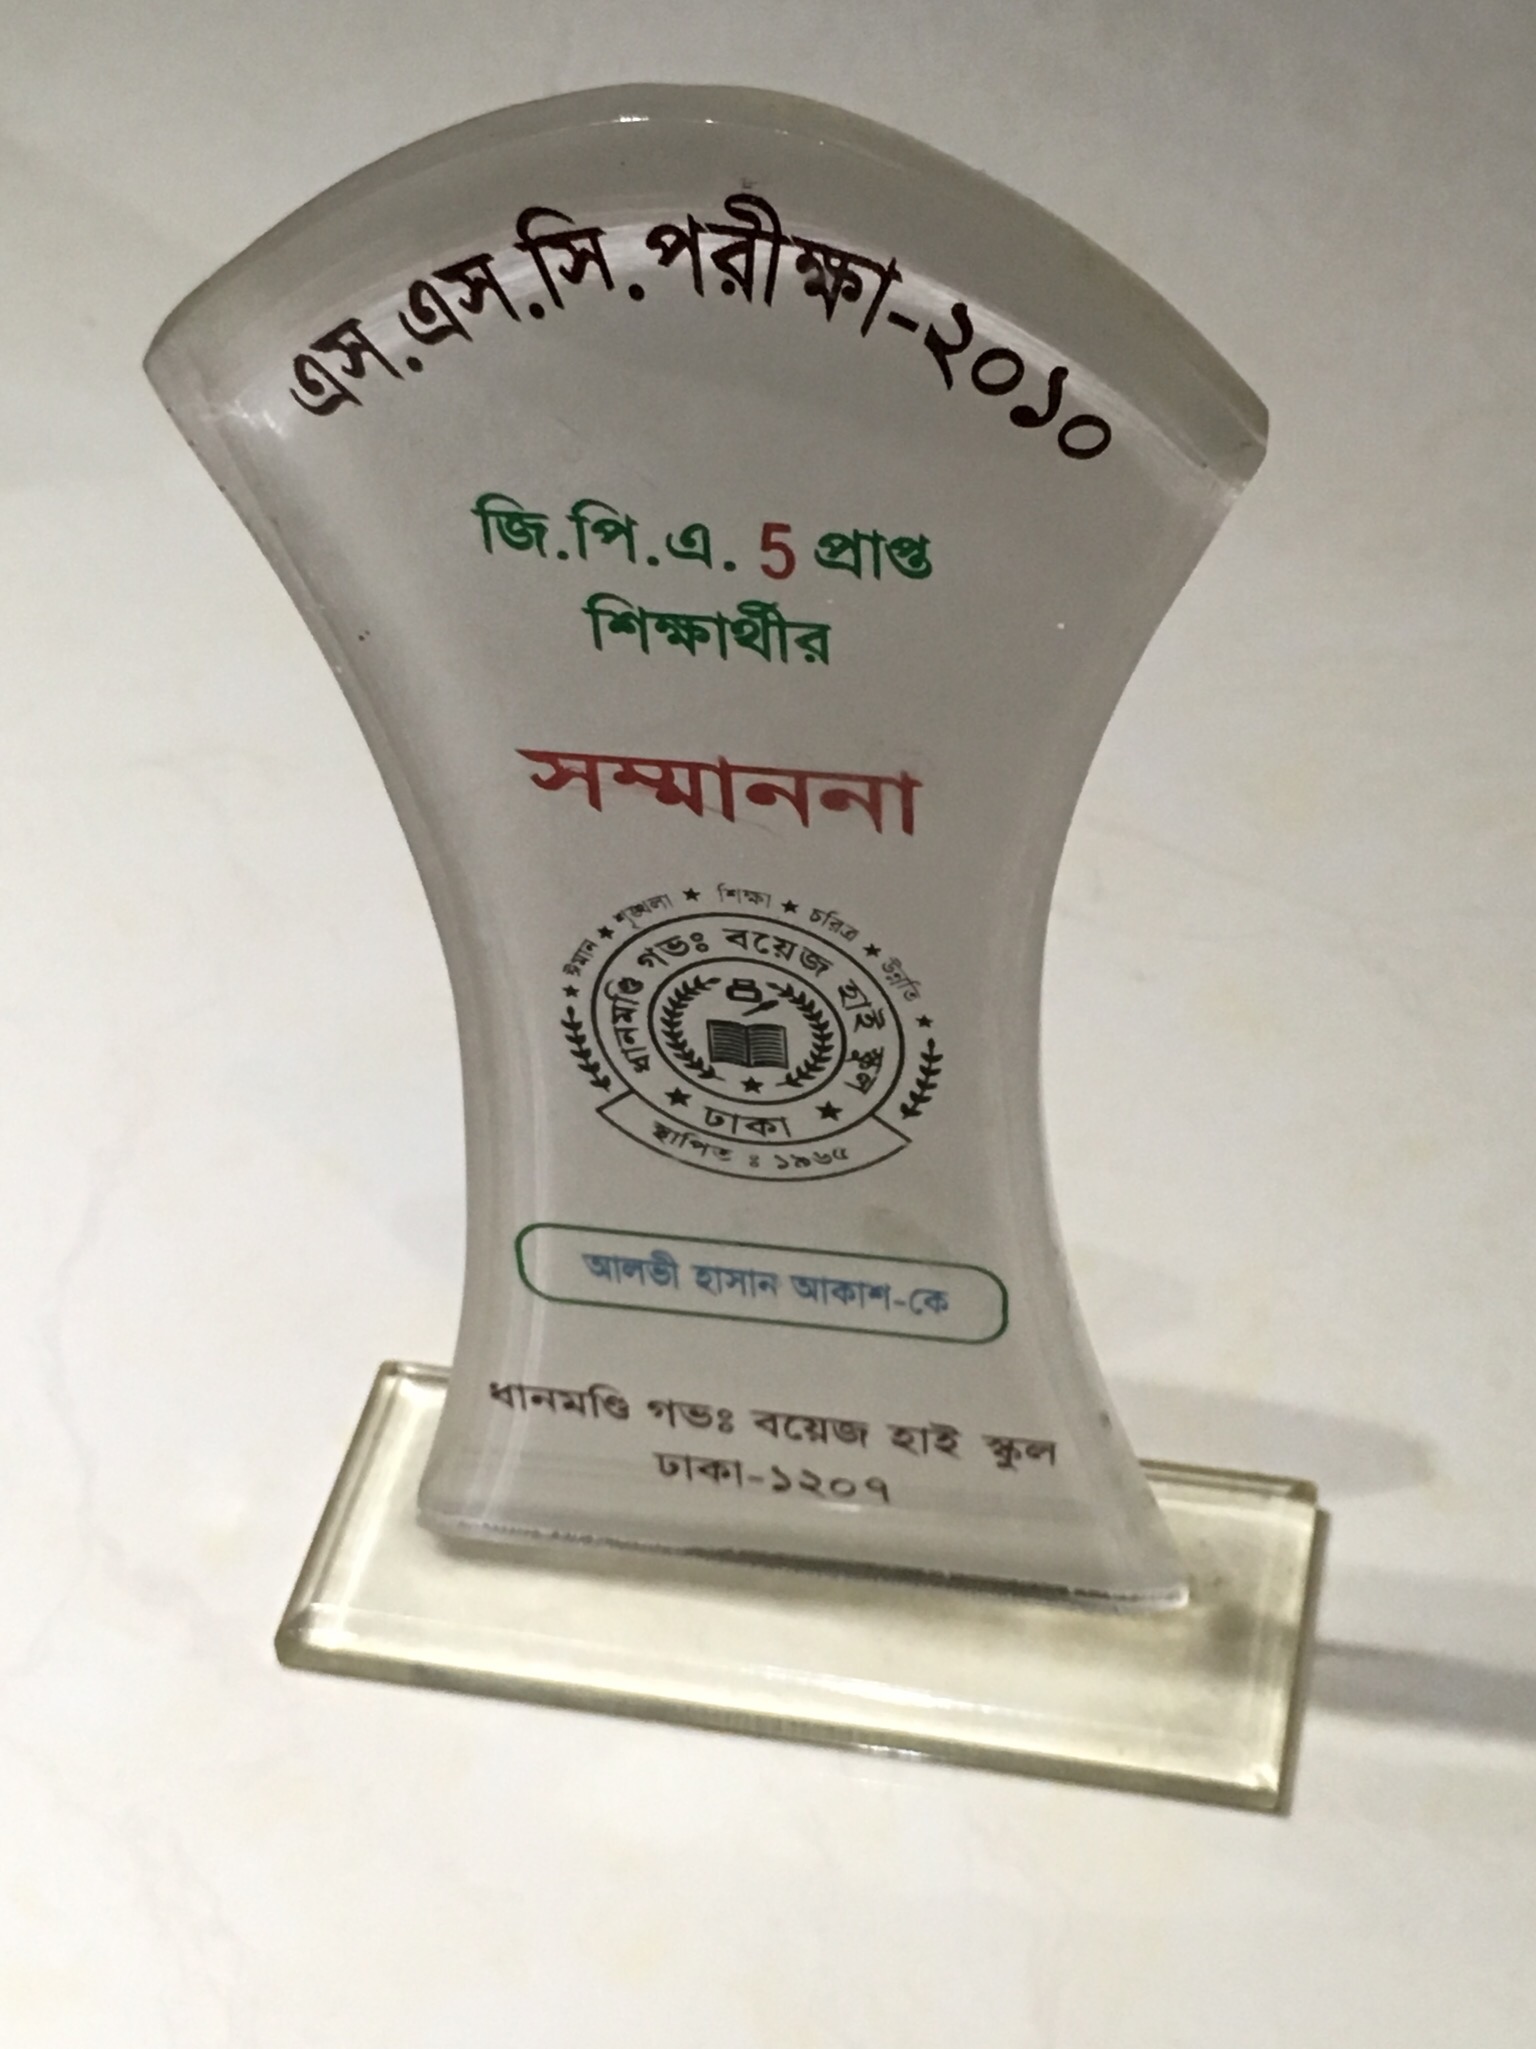 এস.এস.সি. পরীক্ষা-২০১০
জি.পি.এ. 5 প্রাপ্ত
শিক্ষার্থীর
সম্মাননা
★ ঈমান ★ শৃঙ্খলা ★ শিক্ষা ★ চরিত্র ★ উন্নতি ★
ধানমণ্ডি গভঃ বয়েজ হাই স্কুল
★ ঢাকা ★
স্থাপিত : ১৯৬৫
আলভী হাসান আকাশ-কে
ধানমণ্ডি গভঃ বয়েজ হাই স্কুল
ঢাকা-১২০৭